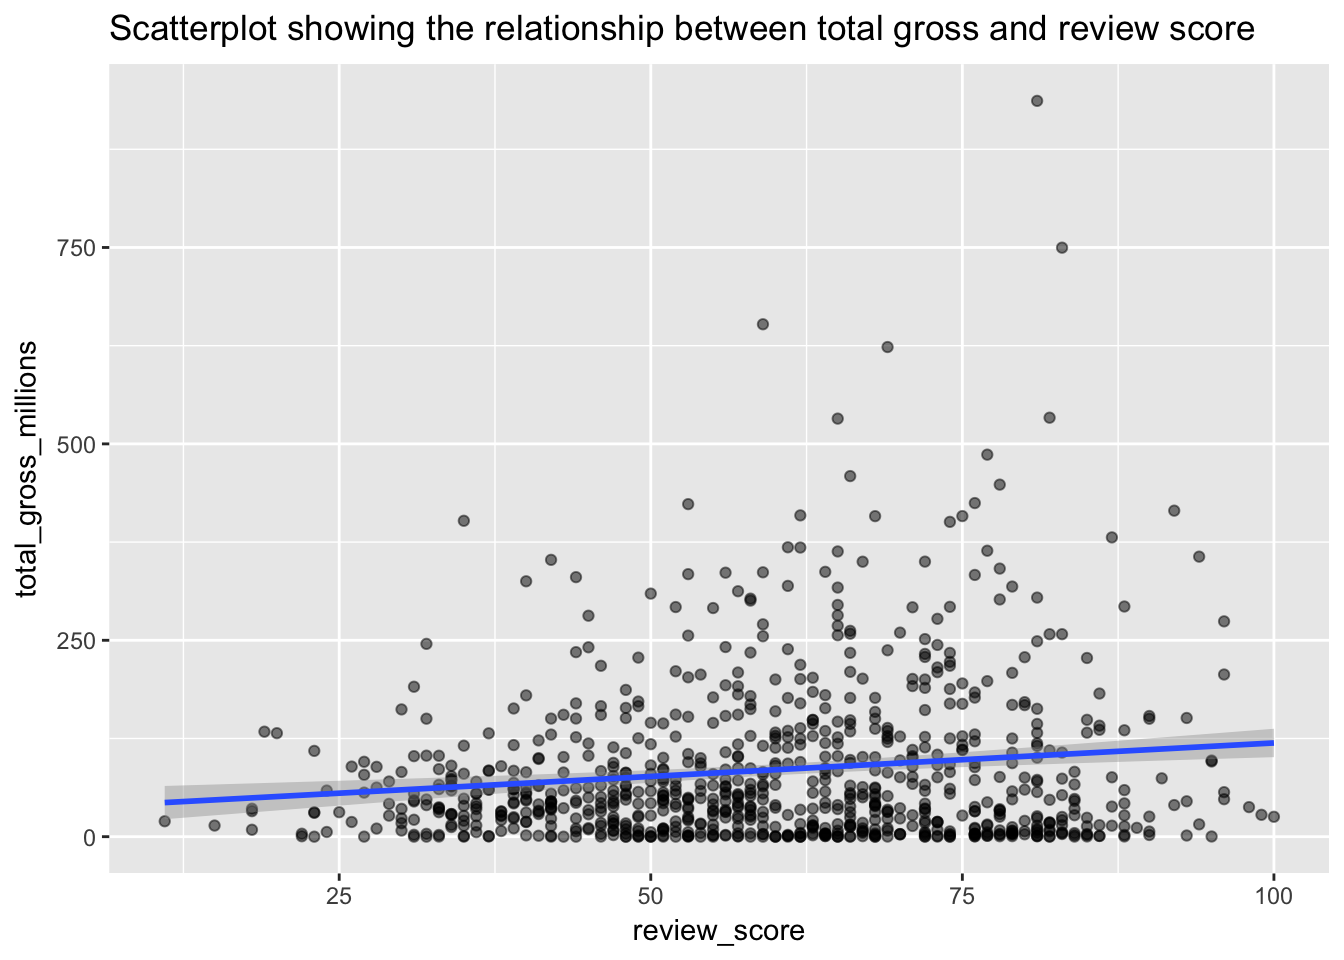 Scatterplot showing the relationship between total gross and review score
total_gross_millions
750
500
250
0
25 50 75 100
review_score